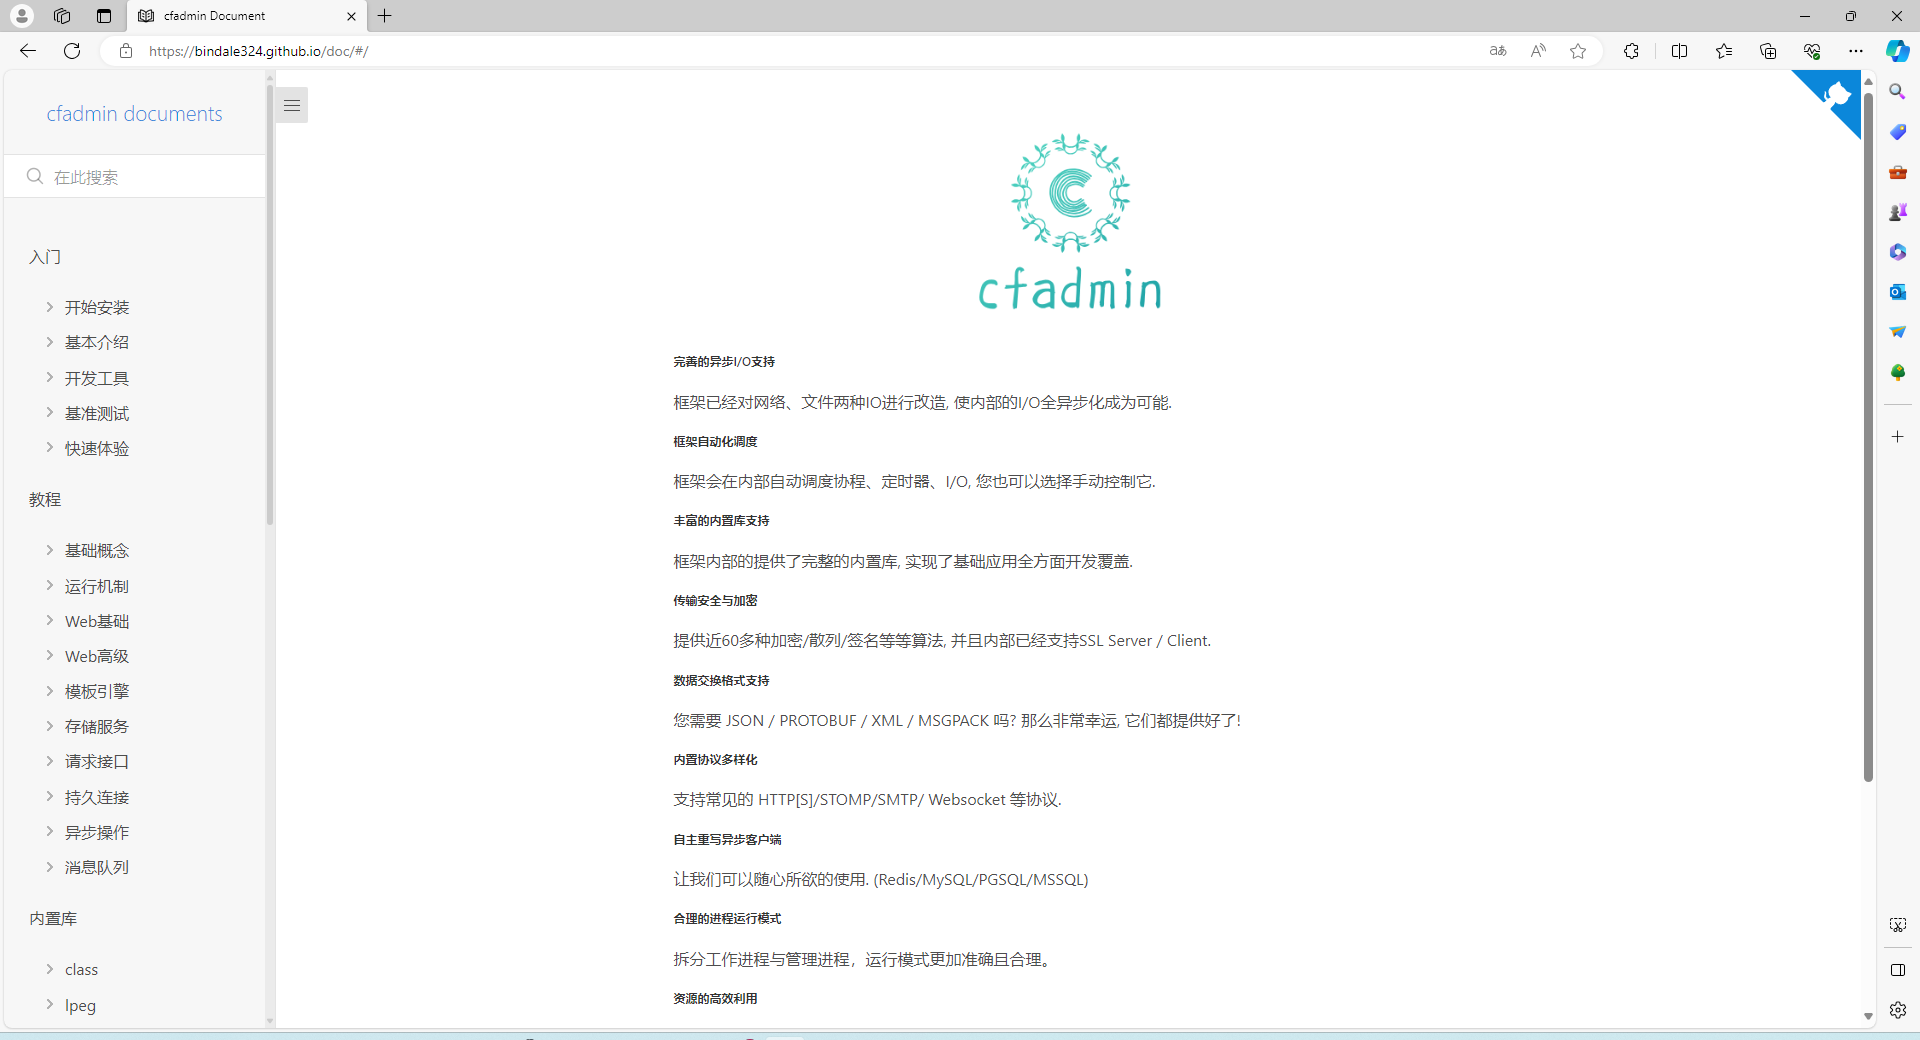 cfadmin Document
https://bindale324.github.io/doc/#/
cfadmin documents
在此搜索
入门
开始安装
基本介绍
开发工具
基准测试
快速体验
教程
基础概念
运行机制
Web基础
Web高级
模板引擎
存储服务
请求接口
持久连接
异步操作
消息队列
内置库
class
lpeg
cfadmin
完善的异步I/O支持
框架已经对网络、文件两种IO进行改造, 使内部的I/O全异步化成为可能.
框架自动化调度
框架会在内部自动调度协程、定时器、I/O, 您也可以选择手动控制它.
丰富的内置库支持
框架内部的提供了完整的内置库, 实现了基础应用全方面开发覆盖.
传输安全与加密
提供近60多种加密/散列/签名等等算法, 并且内部已经支持SSL Server / Client.
数据交换格式支持
您需要 JSON / PROTOBUF / XML / MSGPACK 吗? 那么非常幸运, 它们都提供好了!
内置协议多样化
支持常见的 HTTP[S]/STOMP/SMTP/ Websocket 等协议.
自主重写异步客户端
让我们可以随心所欲的使用. (Redis/MySQL/PGSQL/MSSQL)
合理的进程运行模式
拆分工作进程与管理进程，运行模式更加准确且合理。
资源的高效利用